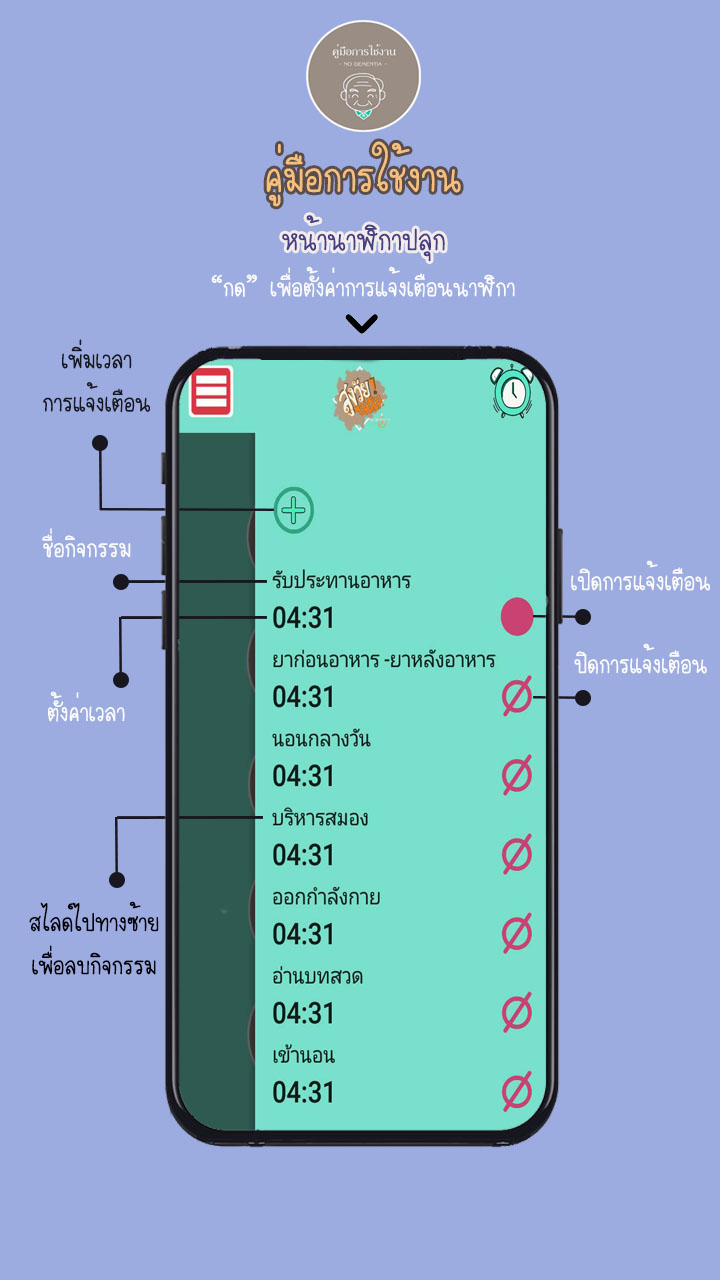 คู่มือการใช้งาน
- NO DEMENTIA -
คู่มือการใช้งาน
หน้านาฬิกาปลุก
“กด” เพื่อตั้งค่าการแจ้งเตือนนาฬิกา
เพิ่มเวลา
การแจ้งเตือน
ชื่อกิจกรรม
ตั้งค่าเวลา
สไลด์ไปทางซ้าย
เพื่อลบกิจกรรม
สูงวัย!
รับประทานอาหาร
04:31
ยาก่อนอาหาร -ยาหลังอาหาร
04:31
นอนกลางวัน
04:31
บริหารสมอง
04:31
ออกกำลังกาย
04:31
อ่านบทสวด
04:31
เข้านอน
04:31
เปิดการแจ้งเตือน
ปิดการแจ้งเตือน